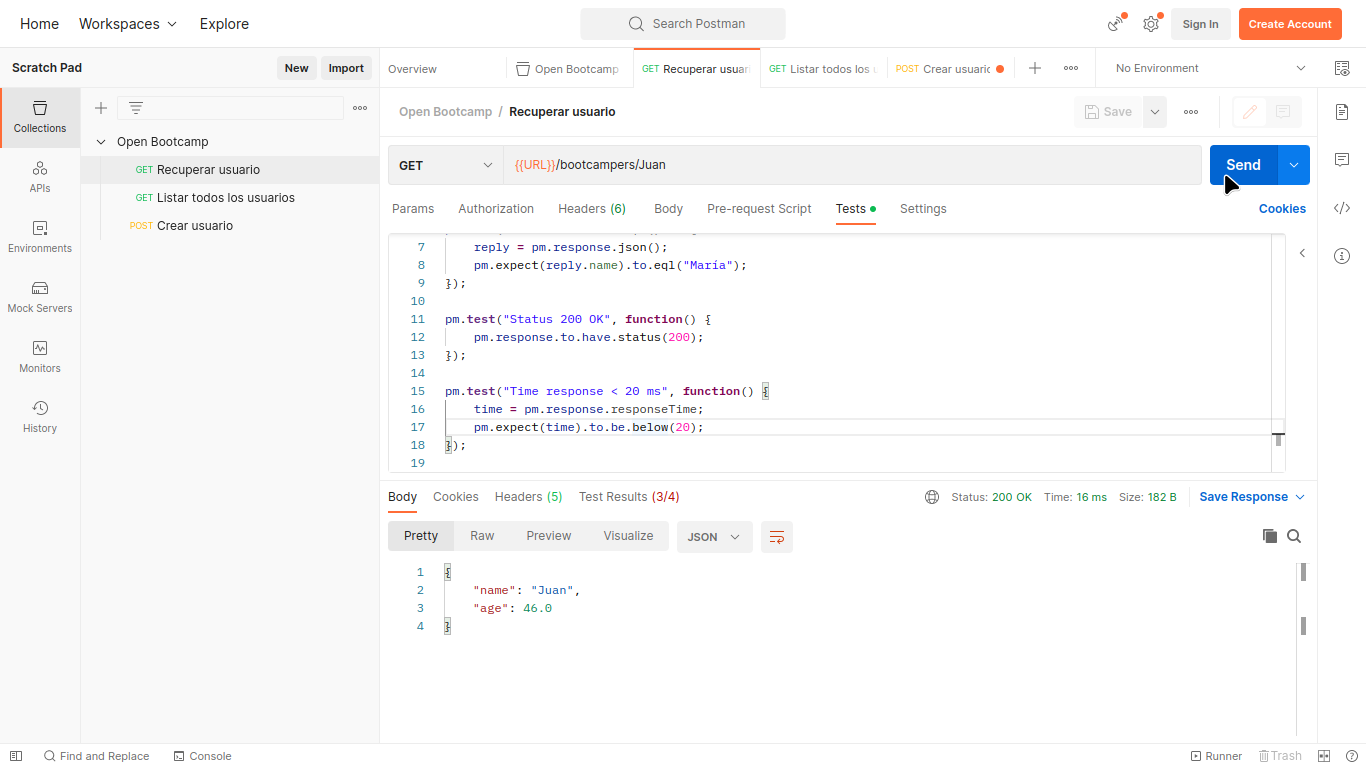 Home Workspaces Explore Search Postman Sign In Create Account
Scratch Pad New Import
Overview Open Bootcamp GET Recuperar usuar GET Listar todos los u POST Crear usuario No Environment
Collections
APIs
Environments
Mock Servers
Monitors
History
Open Bootcamp
GET Recuperar usuario
GET Listar todos los usuarios
POST Crear usuario
Open Bootcamp / Recuperar usuario Save
GET {{URL}}/bootcampers/Juan Send
Params Authorization Headers (6) Body Pre-request Script Tests Settings Cookies
7 reply = pm.response.json();
8 pm.expect(reply.name).to.eql("María");
9 });
10
11 pm.test("Status 200 OK", function() {
12 pm.response.to.have.status(200);
13 });
14
15 pm.test("Time response < 20 ms", function() {
16 time = pm.response.responseTime;
17 pm.expect(time).to.be.below(20);
18 });
19
Body Cookies Headers (5) Test Results (3/4) Status: 200 OK Time: 16 ms Size: 182 B Save Response
Pretty Raw Preview Visualize JSON
1 {
2 "name": "Juan",
3 "age": 46.0
4 }
Find and Replace Console Runner Trash